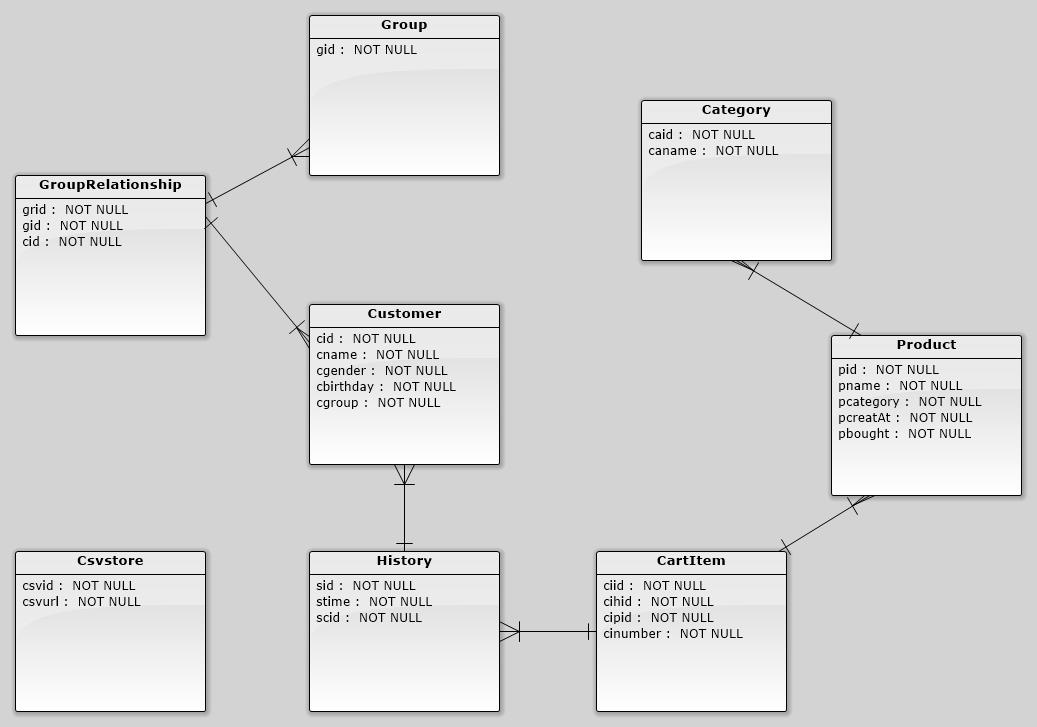 Group
gid : NOT NULL
Category
caid : NOT NULL
caname : NOT NULL
GroupRelationship
grid : NOT NULL
gid : NOT NULL
cid : NOT NULL
Customer
cid : NOT NULL
cname : NOT NULL
cgender : NOT NULL
cbirthday : NOT NULL
cgroup : NOT NULL
Product
pid : NOT NULL
pname : NOT NULL
pcategory : NOT NULL
pcreatAt : NOT NULL
pbought : NOT NULL
Csvstore
csvid : NOT NULL
csvurl : NOT NULL
History
sid : NOT NULL
stime : NOT NULL
scid : NOT NULL
CartItem
ciid : NOT NULL
cihid : NOT NULL
cipid : NOT NULL
cinumber : NOT NULL